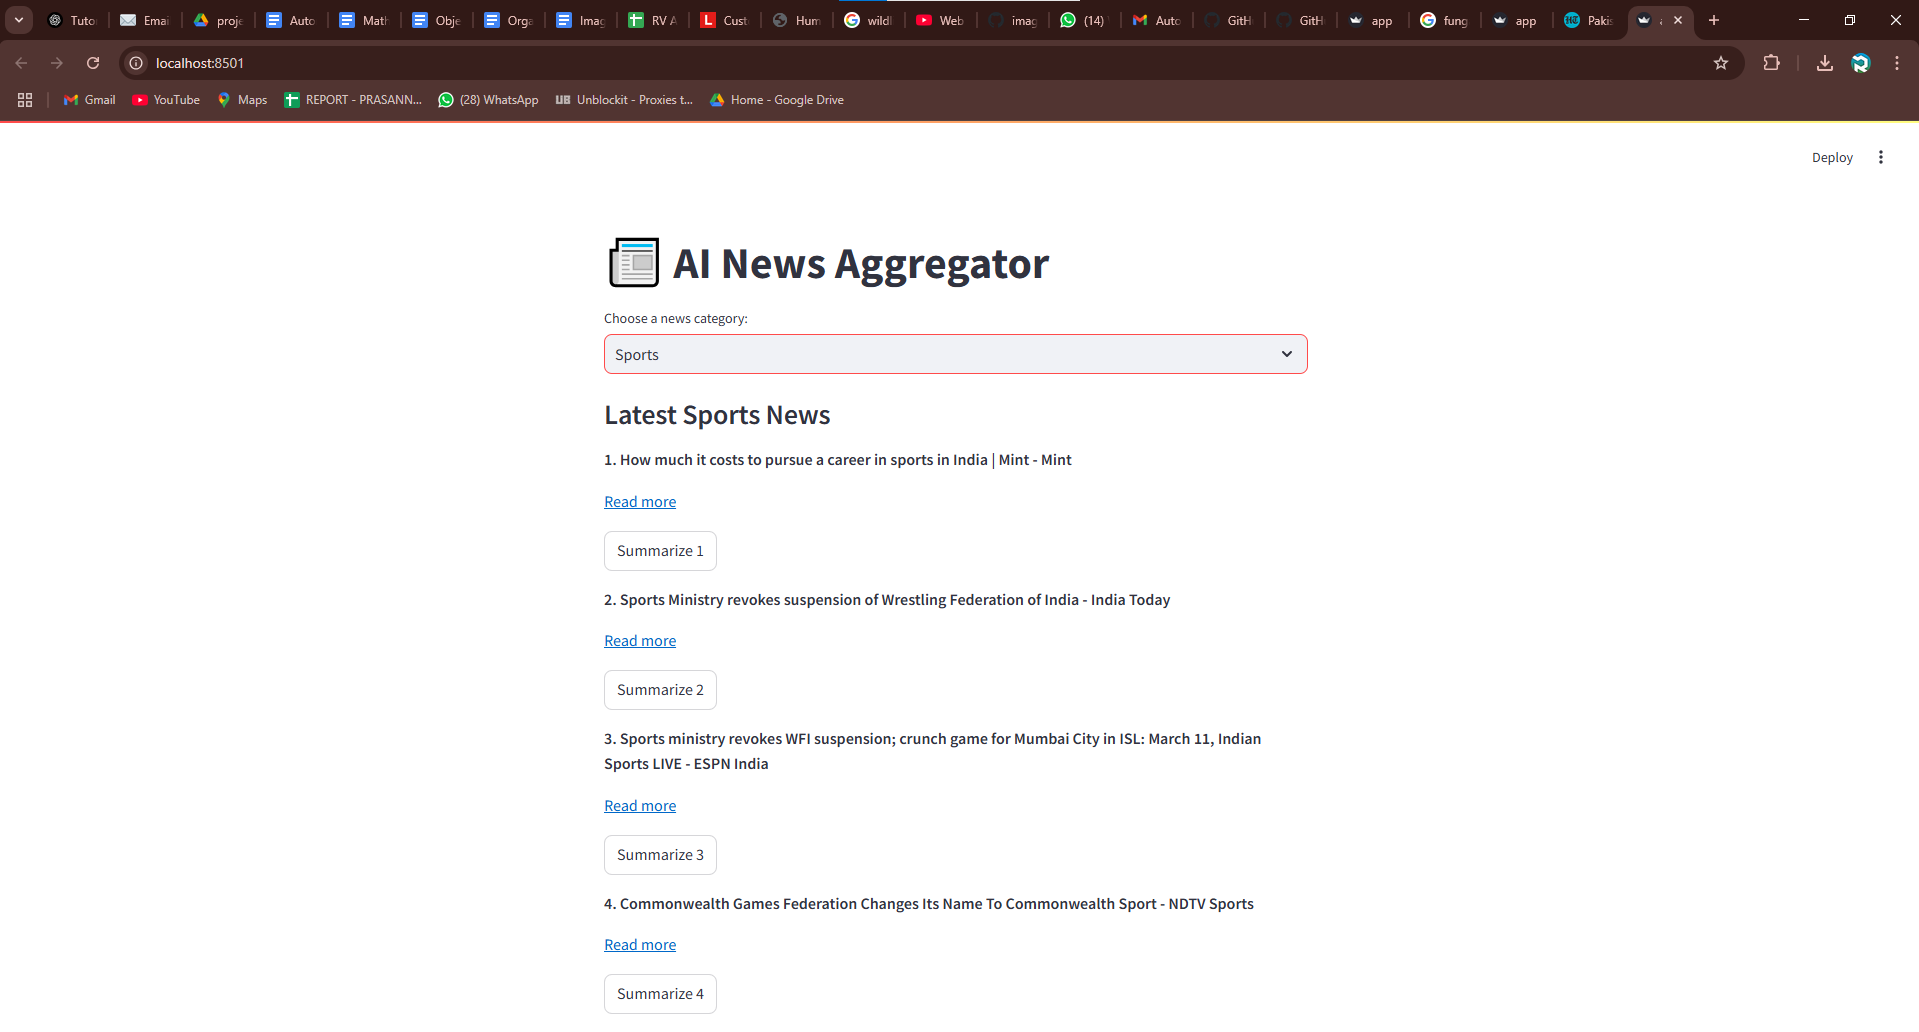 Tuto
Emai
proje
Auto
Math
Obje
Orga
Imag
RV A
Cust
Hum
wildl
Web
imag
(14)
Auto
GitH
GitH
app
fung
app
Pakis
localhost:8501
Gmail
YouTube
Maps
REPORT - PRASANN...
(28) WhatsApp
UB Unblockit - Proxies t...
Home - Google Drive
Deploy
AI News Aggregator
Choose a news category:
Sports
Latest Sports News
1. How much it costs to pursue a career in sports in India | Mint - Mint
Read more
Summarize 1
2. Sports Ministry revokes suspension of Wrestling Federation of India - India Today
Read more
Summarize 2
3. Sports ministry revokes WFI suspension; crunch game for Mumbai City in ISL: March 11, Indian
Sports LIVE - ESPN India
Read more
Summarize 3
4. Commonwealth Games Federation Changes Its Name To Commonwealth Sport - NDTV Sports
Read more
Summarize 4